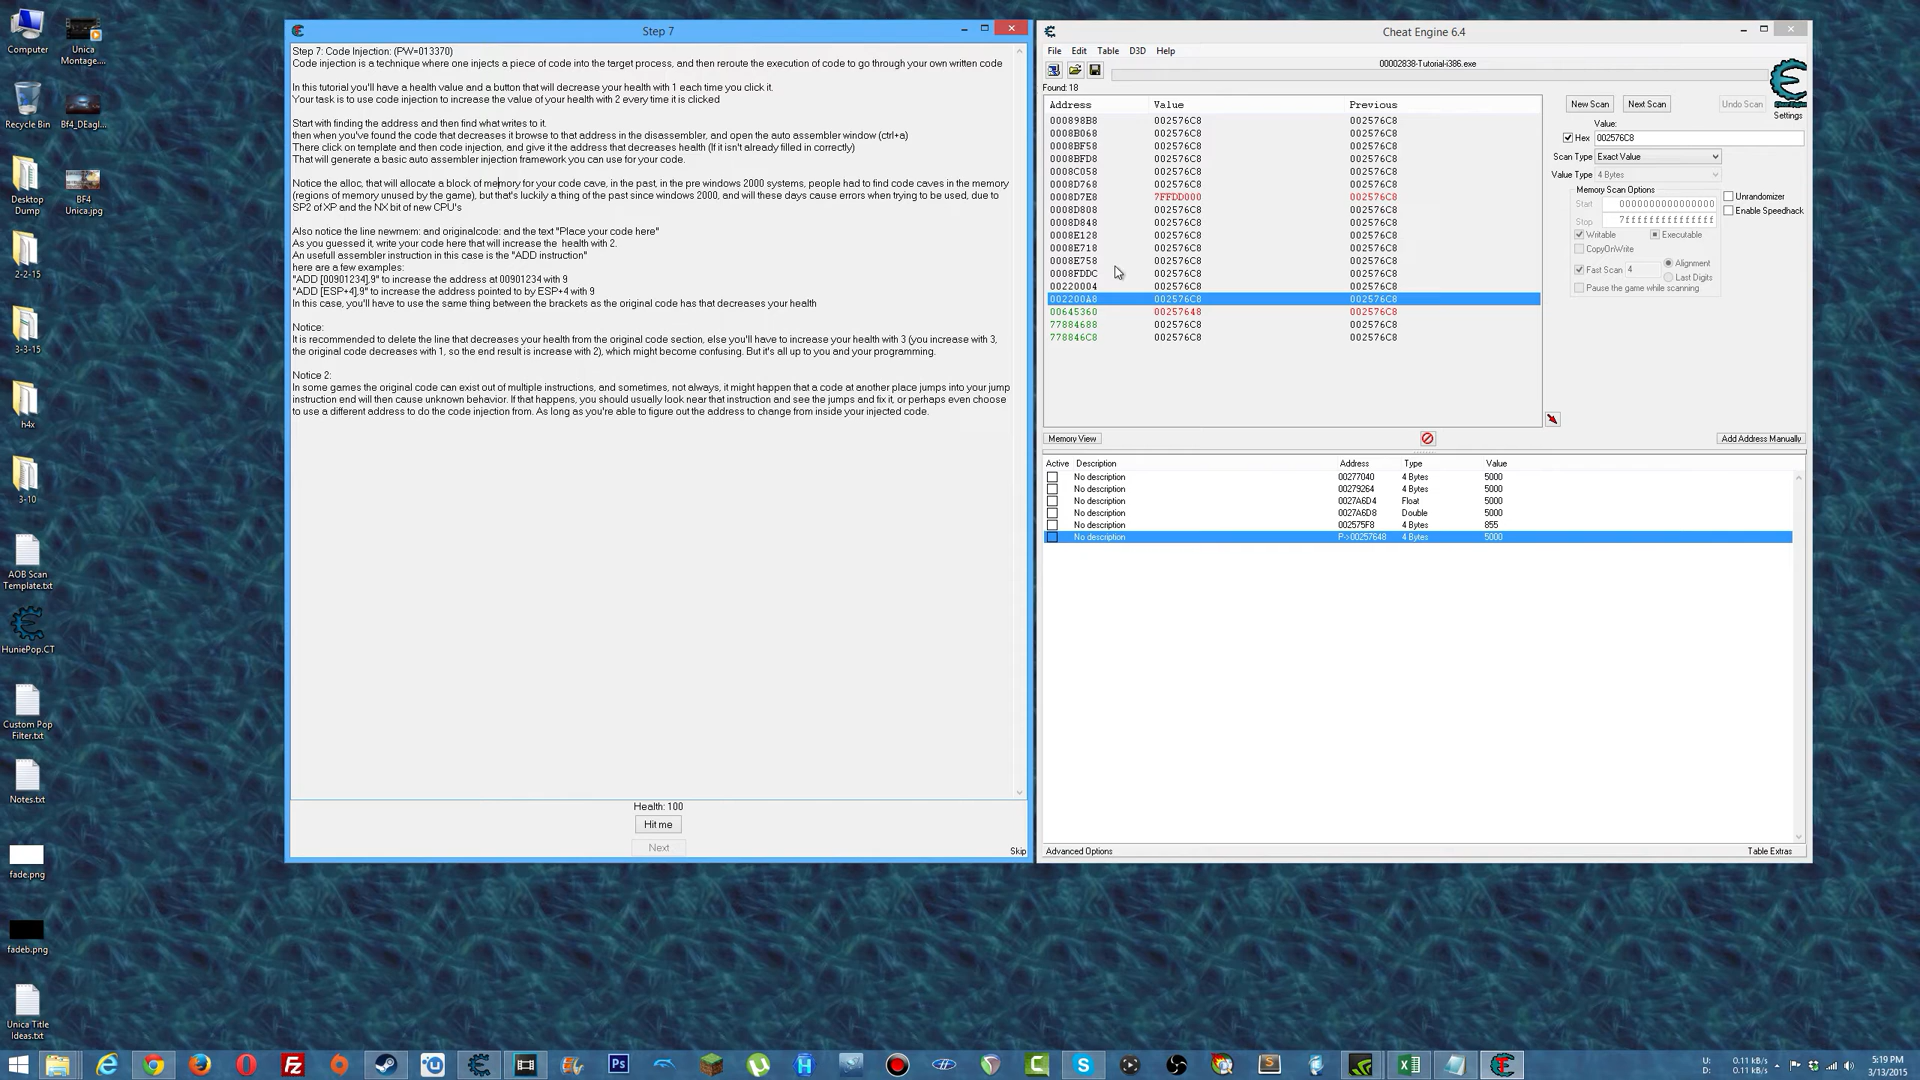 Computer
Unica
Montage....
Recycle Bin
Bf4_DEagl...
Desktop
Dump
BF4
Unica.jpg
2-2-15
3-3-15
h4x
3-10
AOB Scan
Template.txt
HuniePop.CT
Custom Pop
Filter.txt
Notes.txt
fade.png
fadeb.png
Unica Title
Ideas.txt
Step 7
Step 7: Code Injection: (PW=013370)
Code injection is a technique where one injects a piece of code into the target process, and then reroute the execution of code to go through your own written code
In this tutorial you'll have a health value and a button that will decrease your health with 1 each time you click it.
Your task is to use code injection to increase the value of your health with 2 every time it is clicked
Start with finding the address and then find what writes to it.
then when you've found the code that decreases it browse to that address in the disassembler, and open the auto assembler window (ctrl+a)
There click on template and then code injection, and give it the address that decreases health (If it isn't already filled in correctly)
That will generate a basic auto assembler injection framework you can use for your code.
Notice the alloc, that will allocate a block of memory for your code cave, in the past, in the pre windows 2000 systems, people had to find code caves in the memory
(regions of memory unused by the game), but that's luckily a thing of the past since windows 2000, and will these days cause errors when trying to be used, due to
SP2 of XP and the NX bit of new CPU's
Also notice the line newmem: and originalcode: and the text "Place your code here"
As you guessed it, write your code here that will increase the  health with 2.
An usefull assembler instruction in this case is the "ADD instruction"
here are a few examples:
"ADD [00901234],9" to increase the address at 00901234 with 9
"ADD [ESP+4],9" to increase the address pointed to by ESP+4 with 9
In this case, you'll have to use the same thing between the brackets as the original code has that decreases your health
Notice:
It is recommended to delete the line that decreases your health from the original code section, else you'll have to increase your health with 3 (you increase with 3,
the original code decreases with 1, so the end result is increase with 2), which might become confusing. But it's all up to you and your programming.
Notice 2:
In some games the original code can exist out of multiple instructions, and sometimes, not always, it might happen that a code at another place jumps into your jump
instruction end will then cause unknown behavior. If that happens, you should usually look near that instruction and see the jumps and fix it, or perhaps even choose
to use a different address to do the code injection from. As long as you're able to figure out the address to change from inside your injected code.
Health: 100
Hit me
Next
Skip
Cheat Engine 6.4
File Edit Table D3D Help
00002838-Tutorial-i386.exe
Found: 18
Address Value Previous
000898B8 002576C8 002576C8
0008B068 002576C8 002576C8
0008BF58 002576C8 002576C8
0008BFD8 002576C8 002576C8
0008C058 002576C8 002576C8
0008D768 002576C8 002576C8
0008D7E8 7FFDD000 002576C8
0008D808 002576C8 002576C8
0008D848 002576C8 002576C8
0008E128 002576C8 002576C8
0008E718 002576C8 002576C8
0008E758 002576C8 002576C8
0008FDDC 002576C8 002576C8
00220004 002576C8 002576C8
002200A8 002576C8 002576C8
00645360 00257648 002576C8
77884688 002576C8 002576C8
778846C8 002576C8 002576C8
New Scan Next Scan Undo Scan
Settings
Value:
Hex 002576C8
Scan Type Exact Value
Value Type 4 Bytes
Memory Scan Options
Start 0000000000000000
Stop 7fffffffffffffff
Writable Executable
CopyOnWrite
Fast Scan 4 Alignment
Last Digits
Pause the game while scanning
Unrandomizer
Enable Speedhack
Memory View
Add Address Manually
Active Description Address Type Value
No description 00277040 4 Bytes 5000
No description 00279264 4 Bytes 5000
No description 0027A6D4 Float 5000
No description 0027A6D8 Double 5000
No description 002575F8 4 Bytes 855
No description P->00257648 4 Bytes 5000
Advanced Options
Table Extras
U: 0.11 kB/s
D: 0.11 kB/s
5:19 PM
3/13/2015